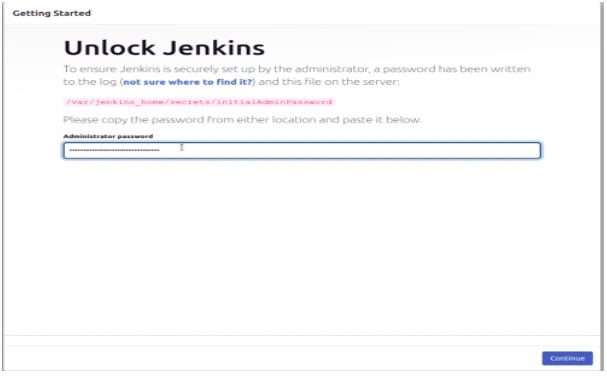 Getting Started
Unlock Jenkins
To ensure Jenkins is securely set up by the administrator, a password has been written
to the log (not sure where to find it?) and this file on the server:
/var/jenkins_home/secrets/initialAdminPassword
Please copy the password from either location and paste it below.
Administrator password
Continue